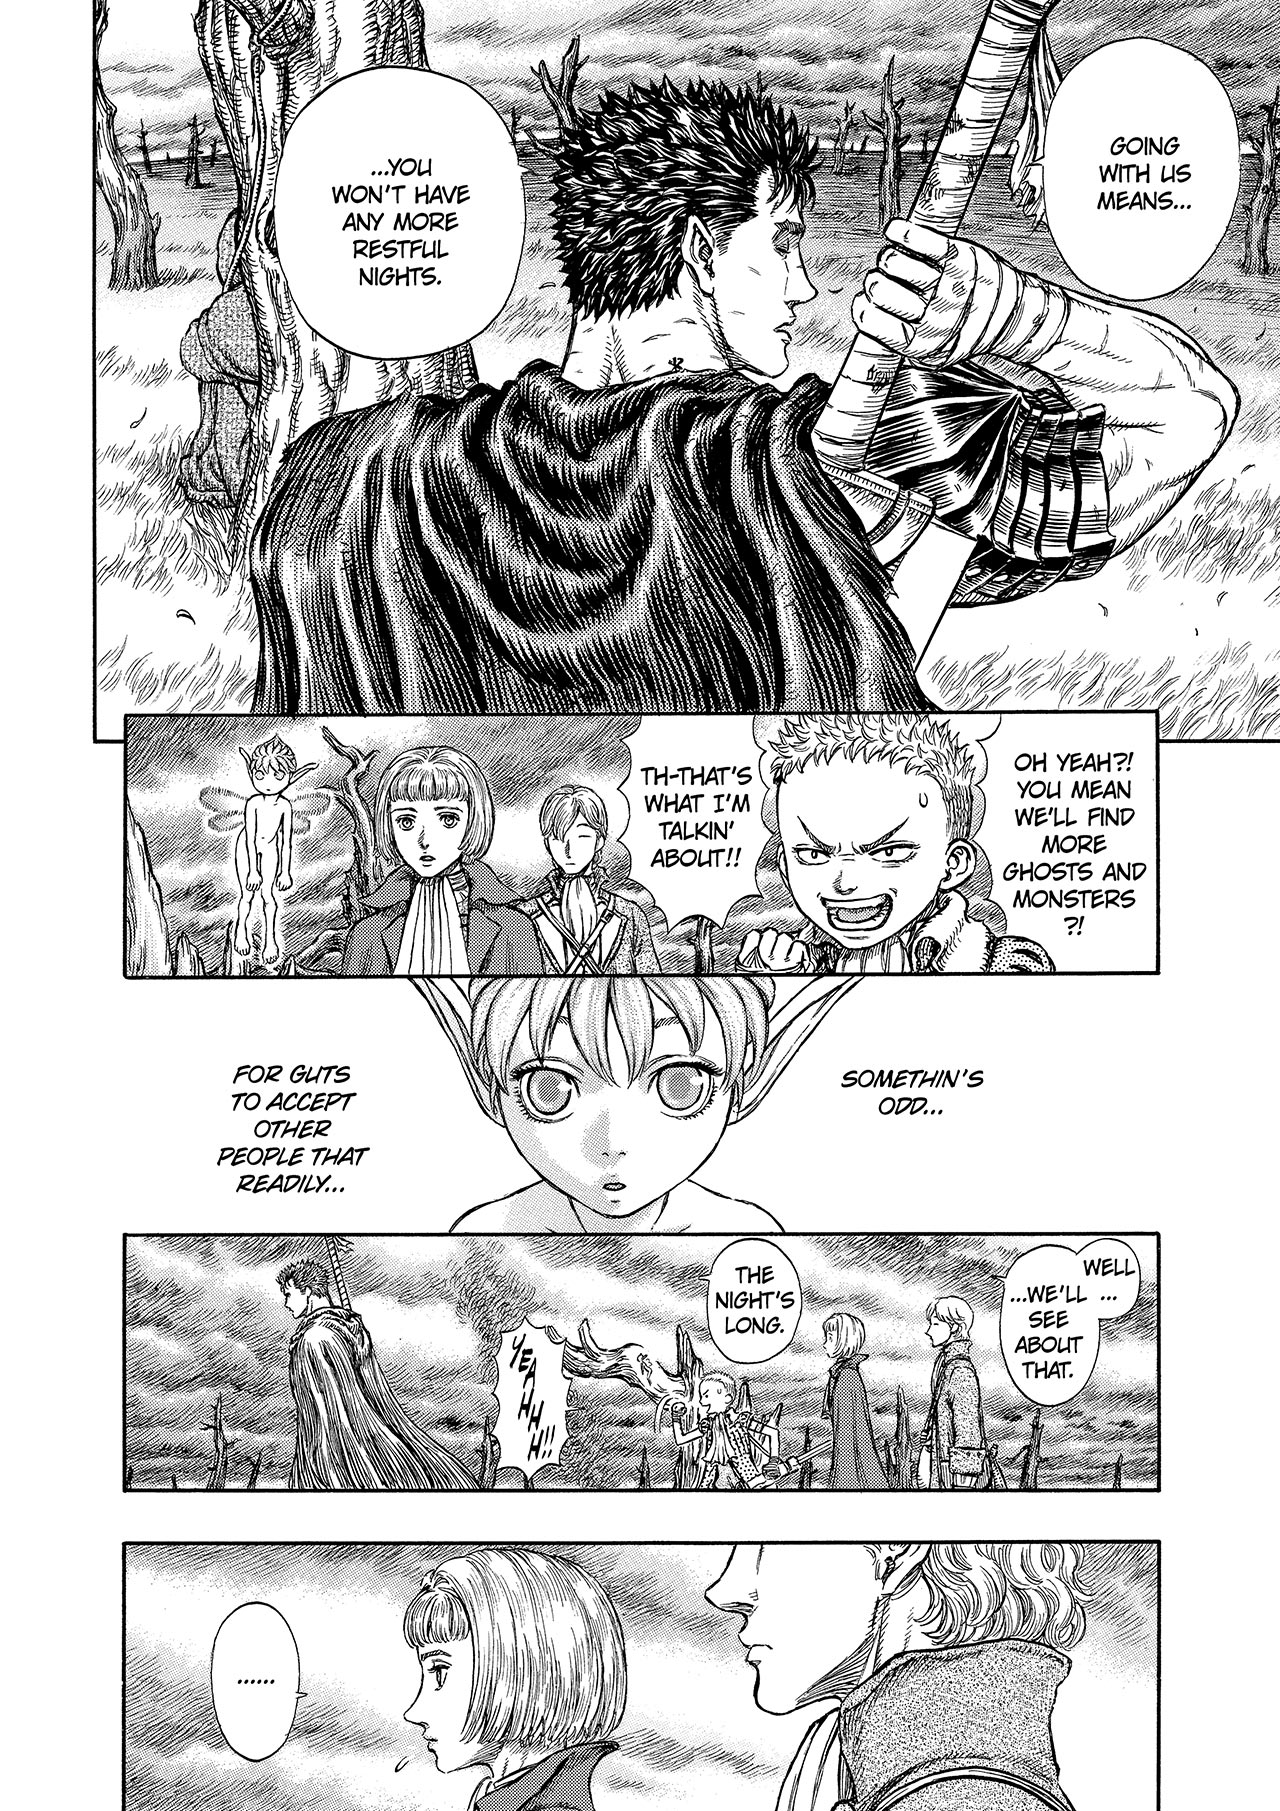 GOING
WITH US
MEANS...
...YOU
WON'T HAVE
ANY MORE
RESTFUL
NIGHTS.
OH YEAH?!
YOU MEAN
WE'LL FIND
MORE
GHOSTS AND
MONSTERS
?!
TH-THAT'S
WHAT I'M
TALKIN'
ABOUT!!
SOMETHIN'S
ODD...
FOR GUTS
TO ACCEPT
OTHER
PEOPLE THAT
READILY...
WELL
...WE'LL ...
SEE
ABOUT
THAT.
THE
NIGHT'S
LONG.
YEAHHH!!
......